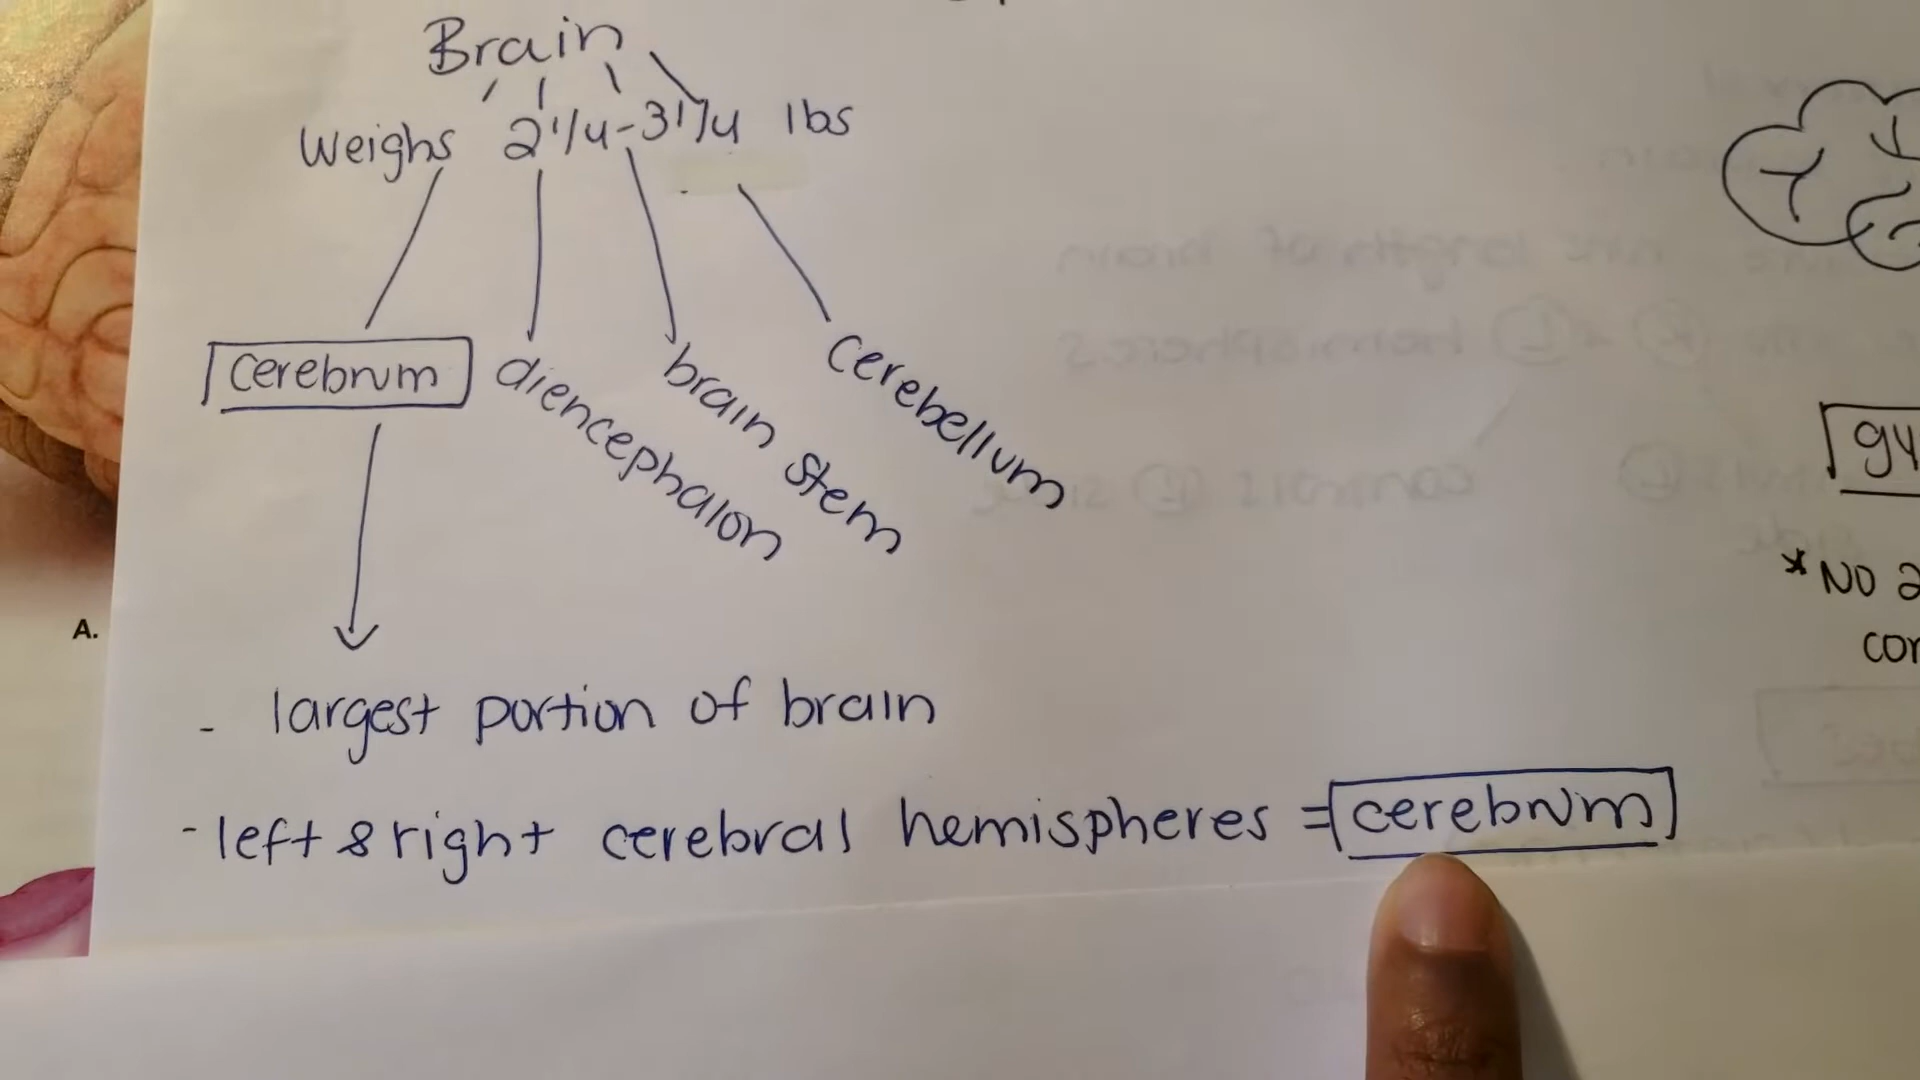 Brain
Weighs 2 1/4 - 3 1/4 lbs
cerebrum
diencephalon
brain stem
cerebellum
A.
- largest portion of brain
- left & right cerebral hemispheres = cerebrum
* NO